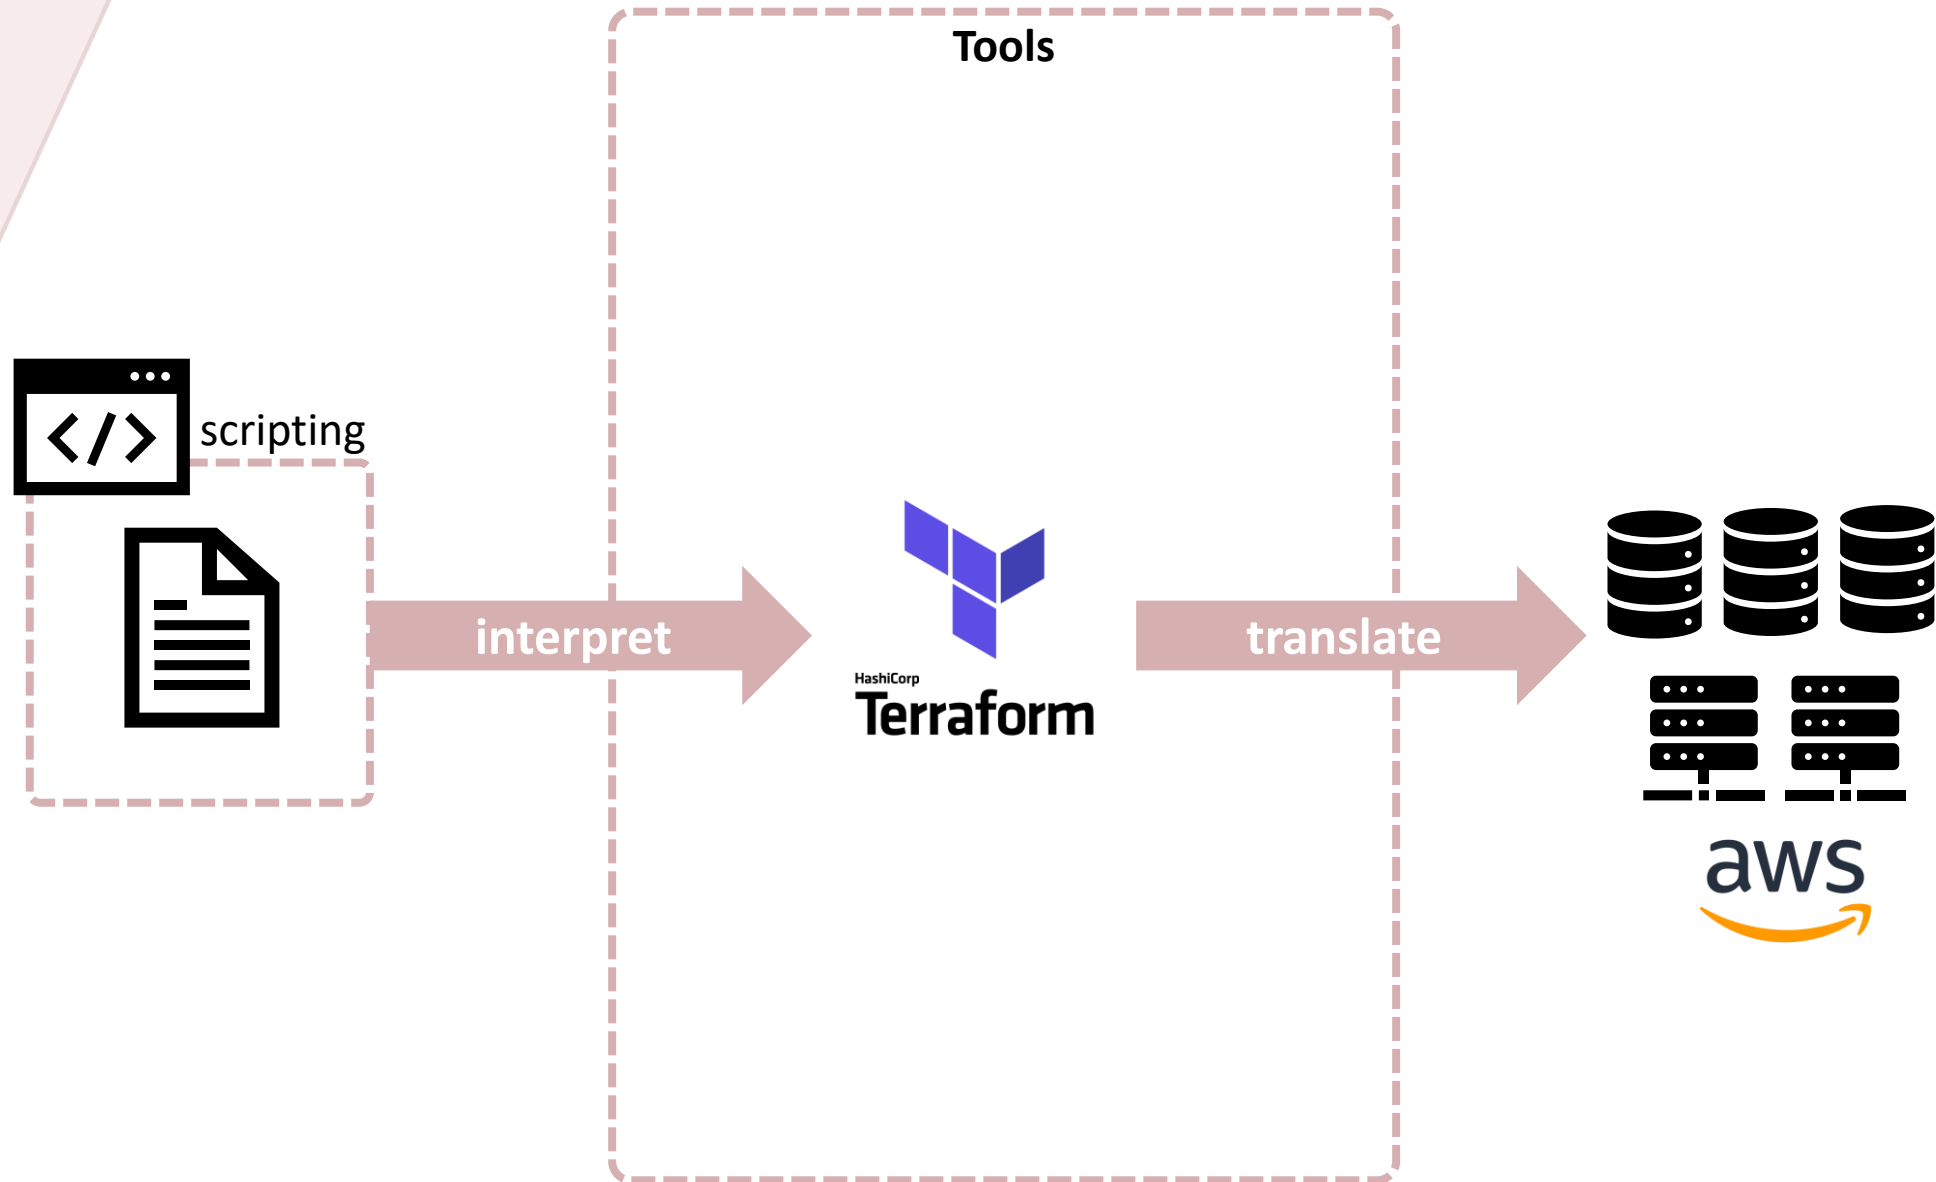 Tools
</>
scripting
interpret
HashiCorp
Terraform
translate
aws